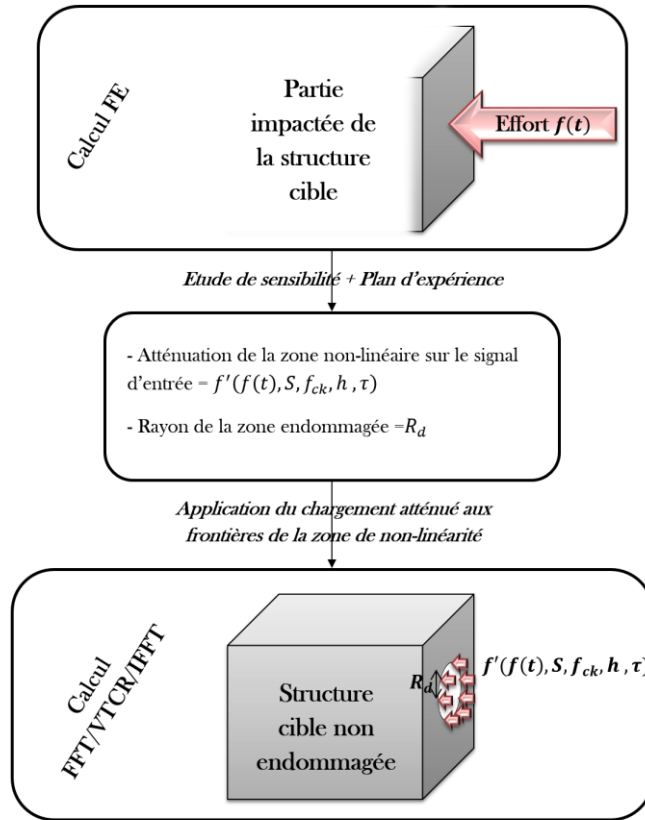 Calcul FE
Partie
impactée de
la structure
cible
Effort f(t)
Etude de sensibilité + Plan d'expérience
- Atténuation de la zone non-linéaire sur le signal
d'entrée = f'(f(t), S, f_ck, h , τ)
- Rayon de la zone endommagée =R_d
Application du chargement atténué aux
frontières de la zone de non-linéarité
Calcul
FFT/VTCR/IFFT
Structure
cible non
endommagée
R_d
f'(f(t), S, f_ck, h , τ)